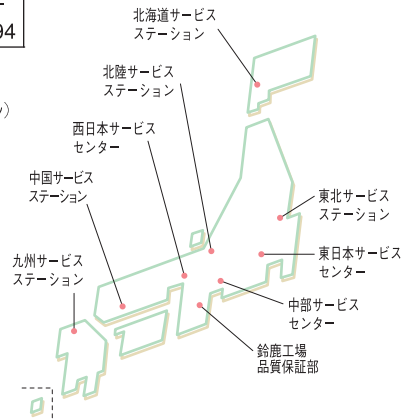 94
ン)
北海道サービス
ステーション
北陸サービス
ステーション
西日本サービス
センター
中国サービス
ステーション
九州サービス
ステーション
東北サービス
ステーション
東日本サービス
センター
中部サービス
センター
鈴鹿工場
品質保証部